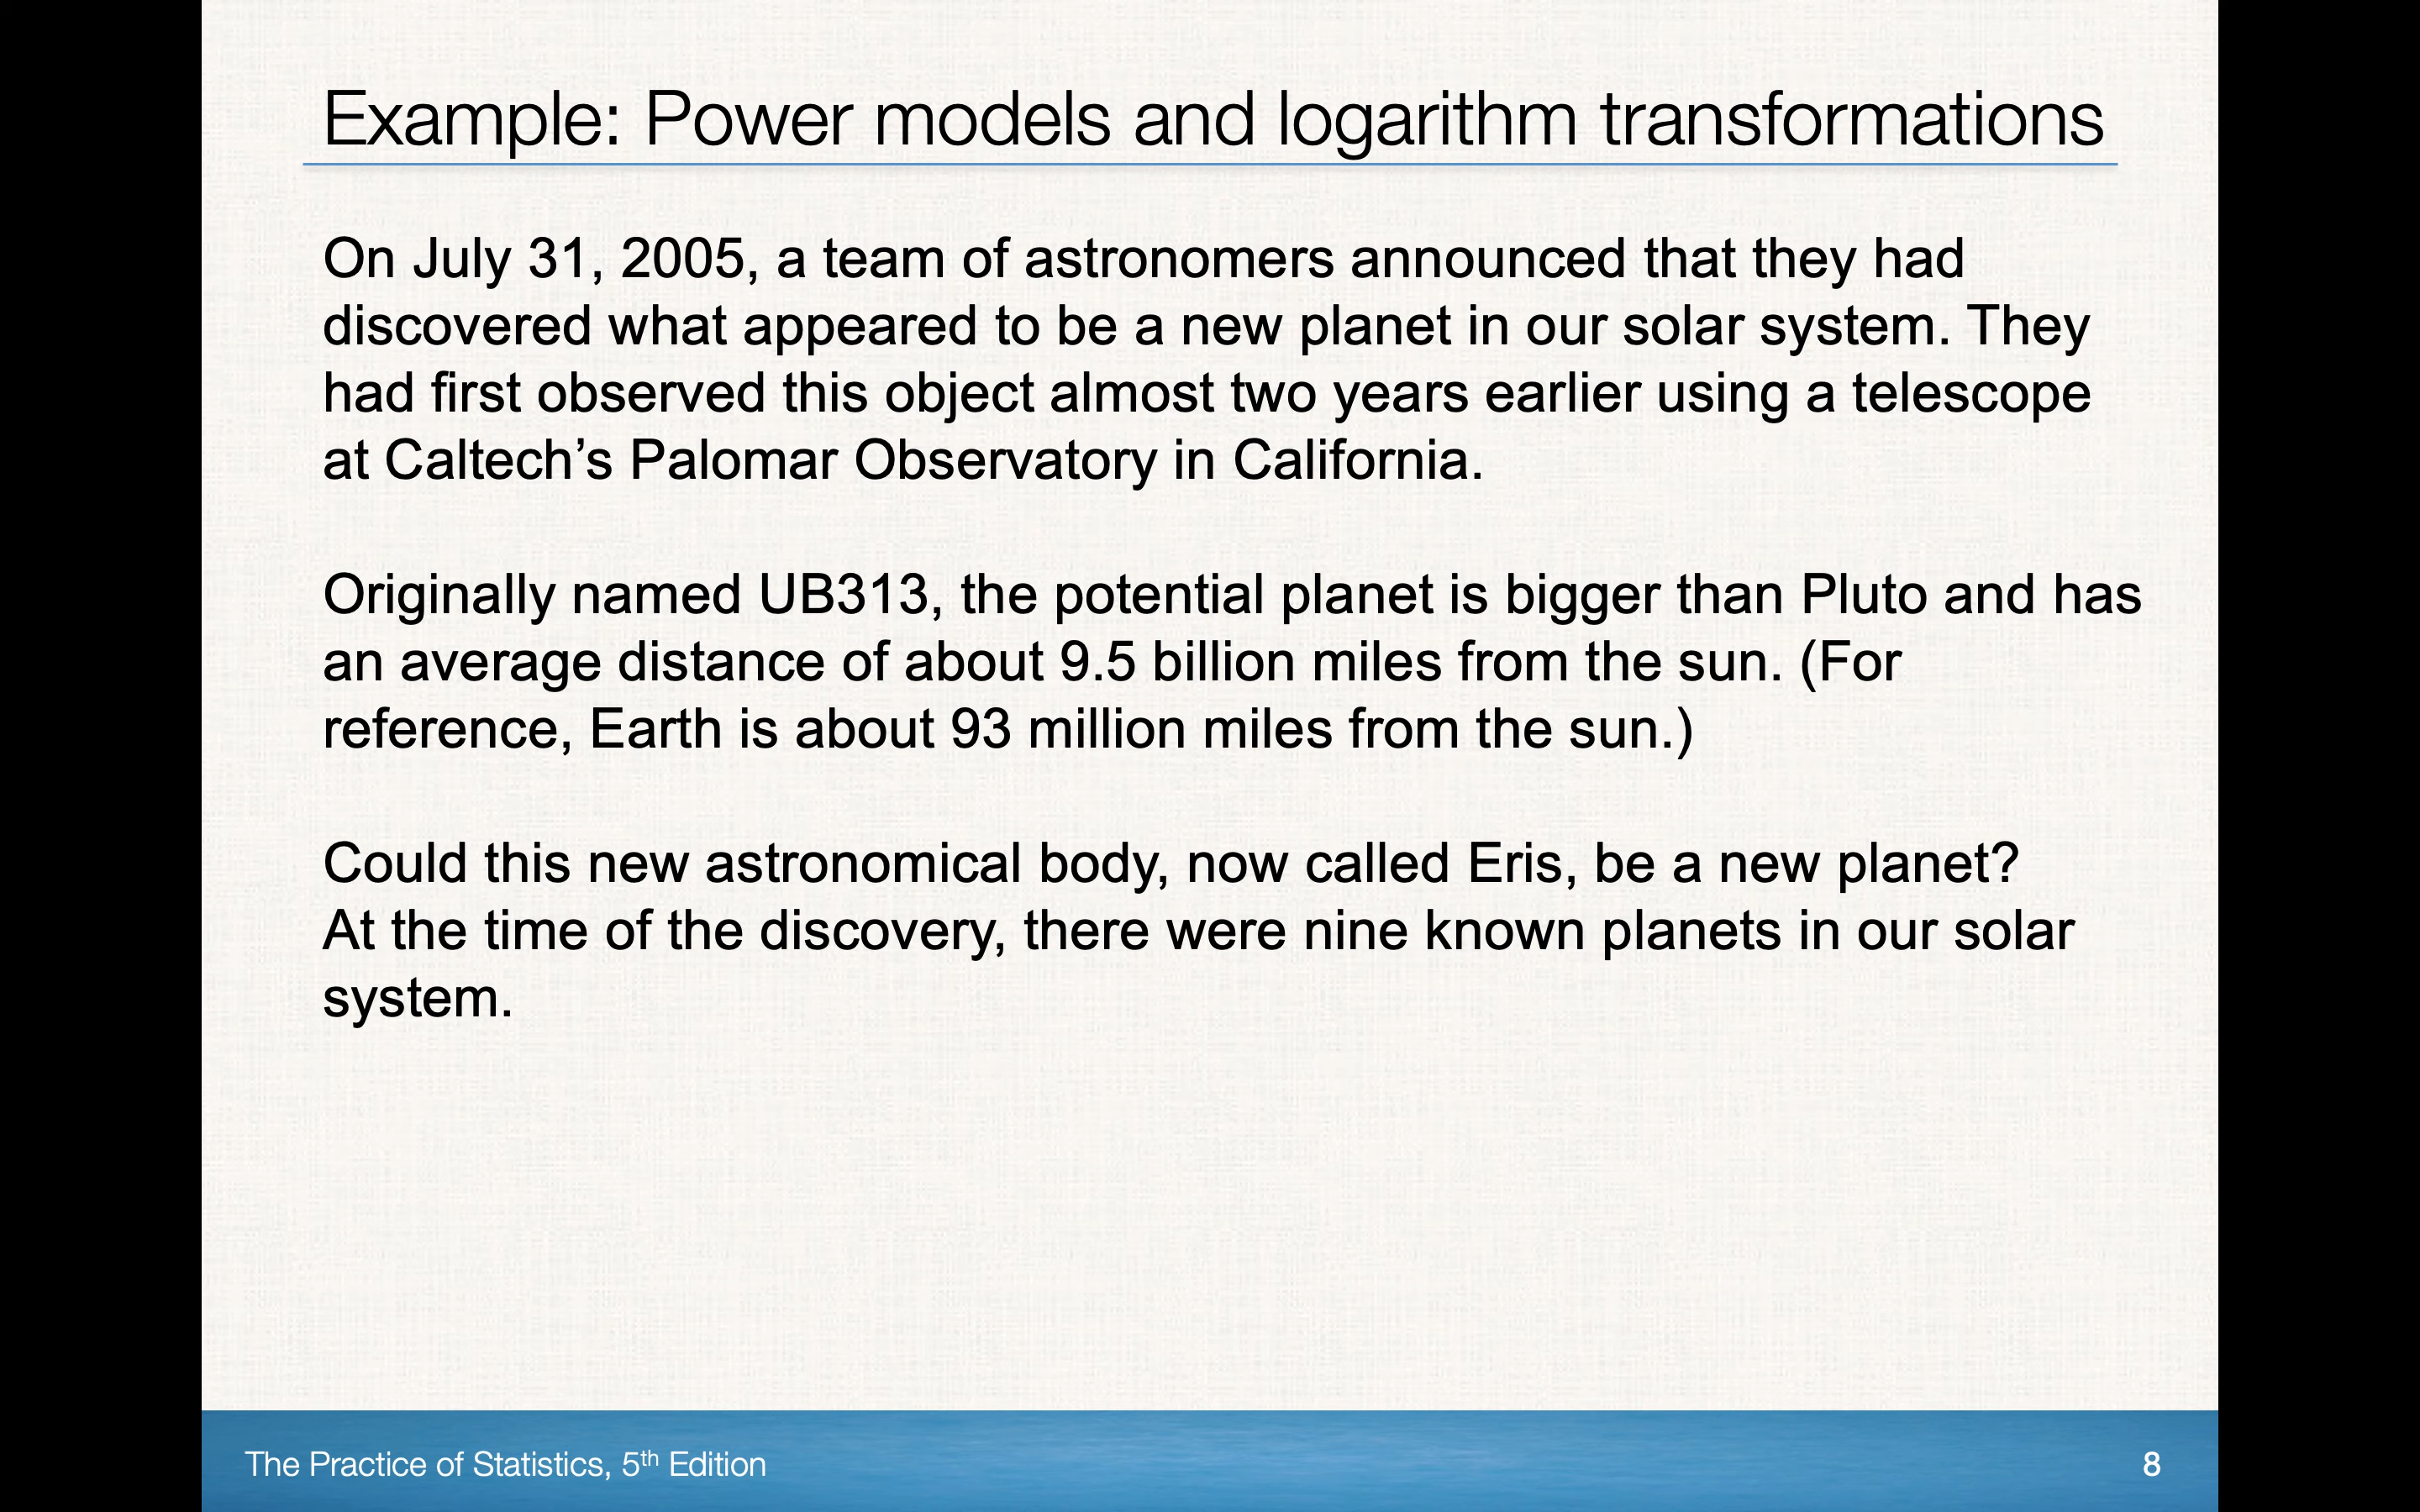 Example: Power models and logarithm transformations
On July 31, 2005, a team of astronomers announced that they had
discovered what appeared to be a new planet in our solar system. They
had first observed this object almost two years earlier using a telescope
at Caltech’s Palomar Observatory in California.
Originally named UB313, the potential planet is bigger than Pluto and has
an average distance of about 9.5 billion miles from the sun. (For
reference, Earth is about 93 million miles from the sun.)
Could this new astronomical body, now called Eris, be a new planet?
At the time of the discovery, there were nine known planets in our solar
system.
The Practice of Statistics, 5th Edition
8